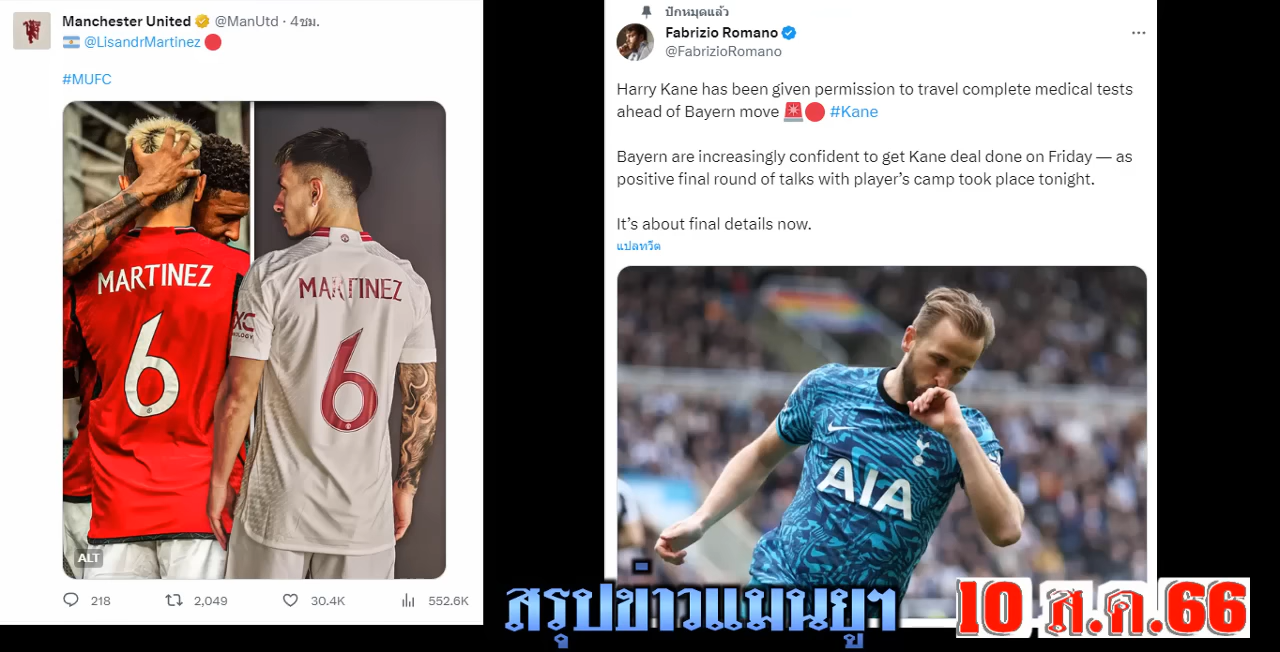 Manchester United @ManUtd · 4ชม.
@LisandrMartinez
#MUFC
MARTINEZ
6
MARTINEZ
6
ALT
218 2,049 30.4K 552.6K
ปักหมุดแล้ว
Fabrizio Romano
@FabrizioRomano
Harry Kane has been given permission to travel complete medical tests
ahead of Bayern move #Kane
Bayern are increasingly confident to get Kane deal done on Friday — as
positive final round of talks with player’s camp took place tonight.
It’s about final details now.
แปลทวีต
AIA
สรุปข่าวแมนยูฯ 10 ส.ค.66